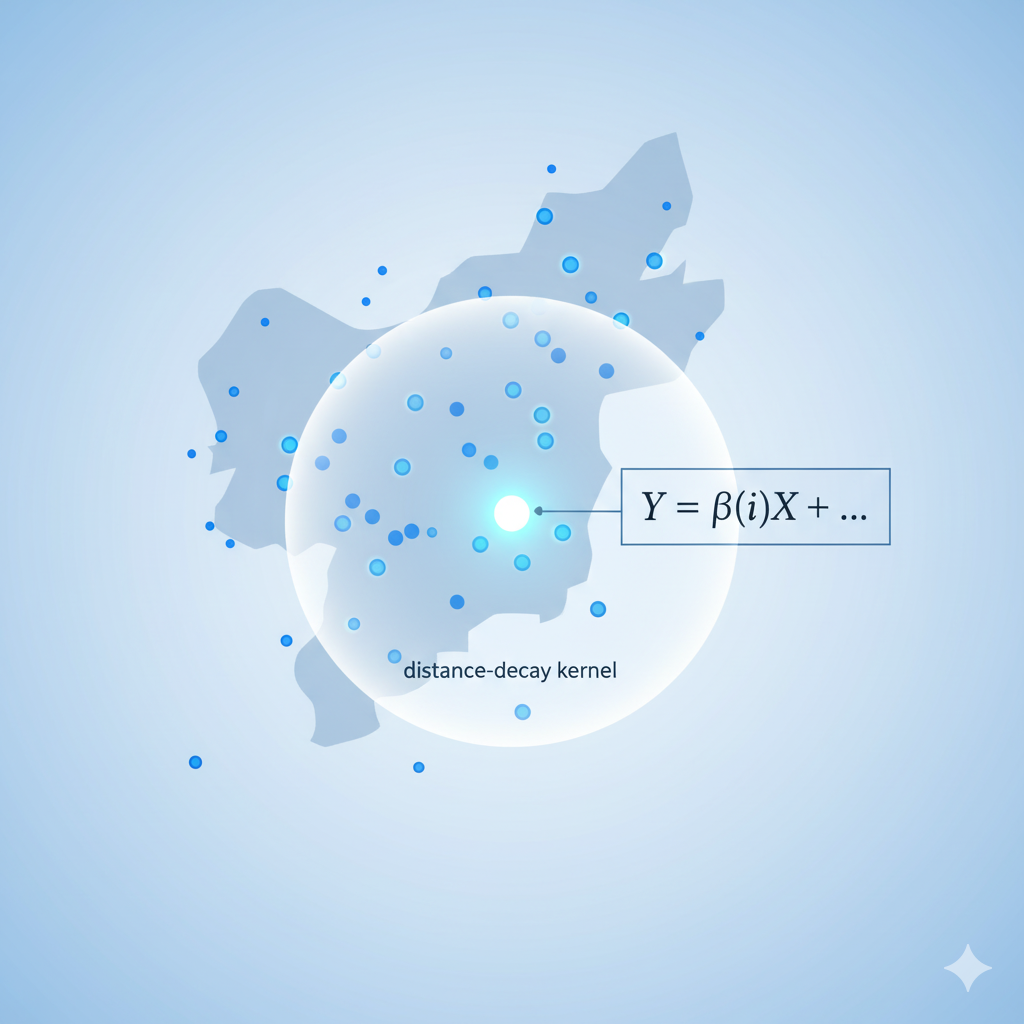 Y = β(i)X + ...
distance-decay kernel